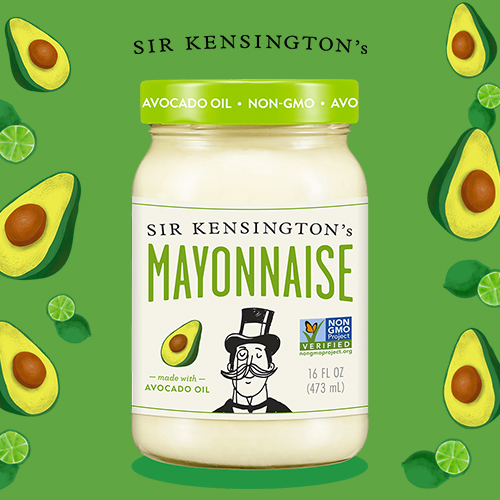 SIR KENSINGTON's
AVOCADO OIL • NON-GMO • AVO
SIR KENSINGTON's
MAYONNAISE
NON
GMO
Project
VERIFIED
nongmoproject.org
made with
AVOCADO OIL
16 FL OZ
(473 mL)